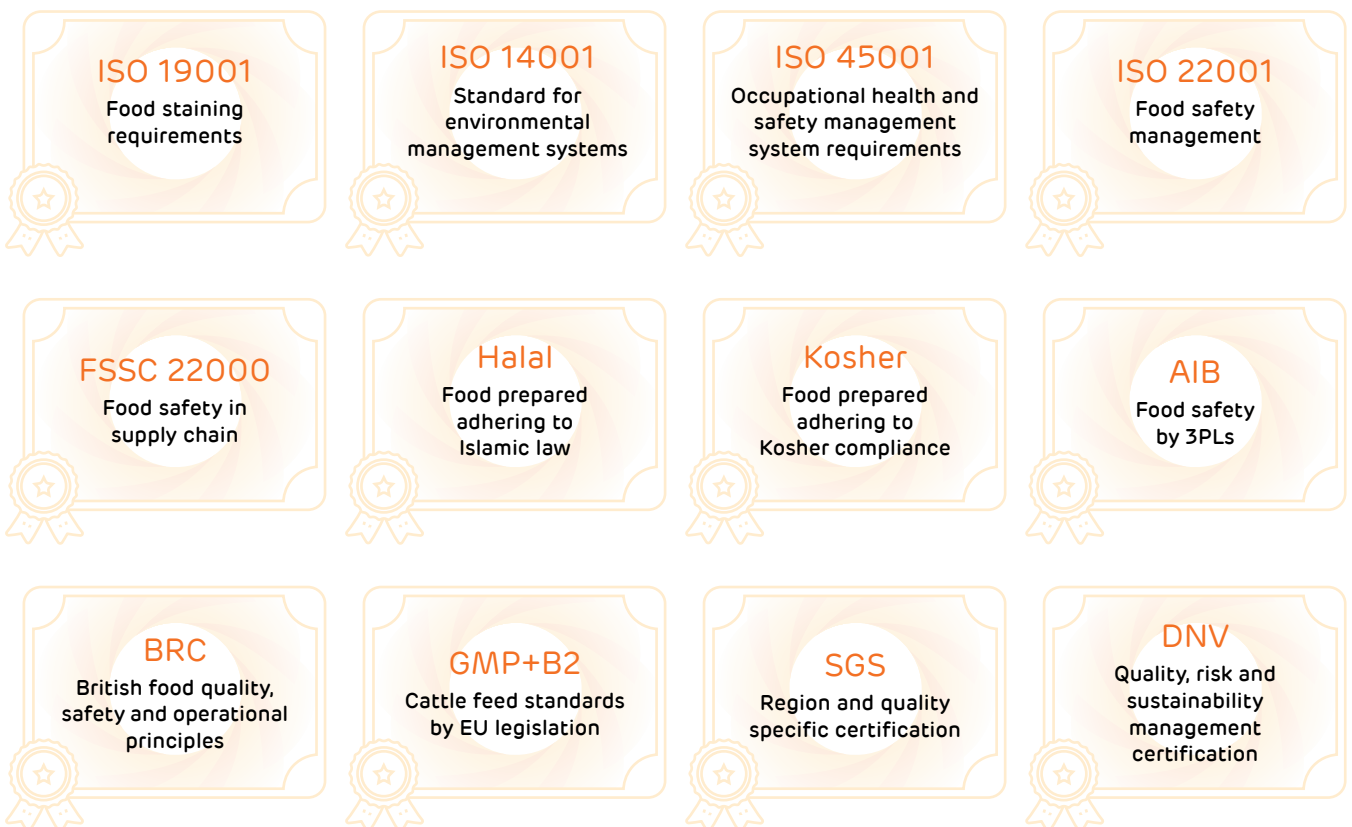 ISO 19001
Food staining
requirements
ISO 14001
Standard for
environmental
management systems
ISO 45001
Occupational health and
safety management
system requirements
ISO 22001
Food safety
management
FSSC 22000
Food safety in
supply chain
Halal
Food prepared
adhering to
Islamic law
Kosher
Food prepared
adhering to
Kosher compliance
AIB
Food safety
by 3PLs
BRC
British food quality,
safety and operational
principles
GMP+B2
Cattle feed standards
by EU legislation
SGS
Region and quality
specific certification
DNV
Quality, risk and
sustainability
management
certification